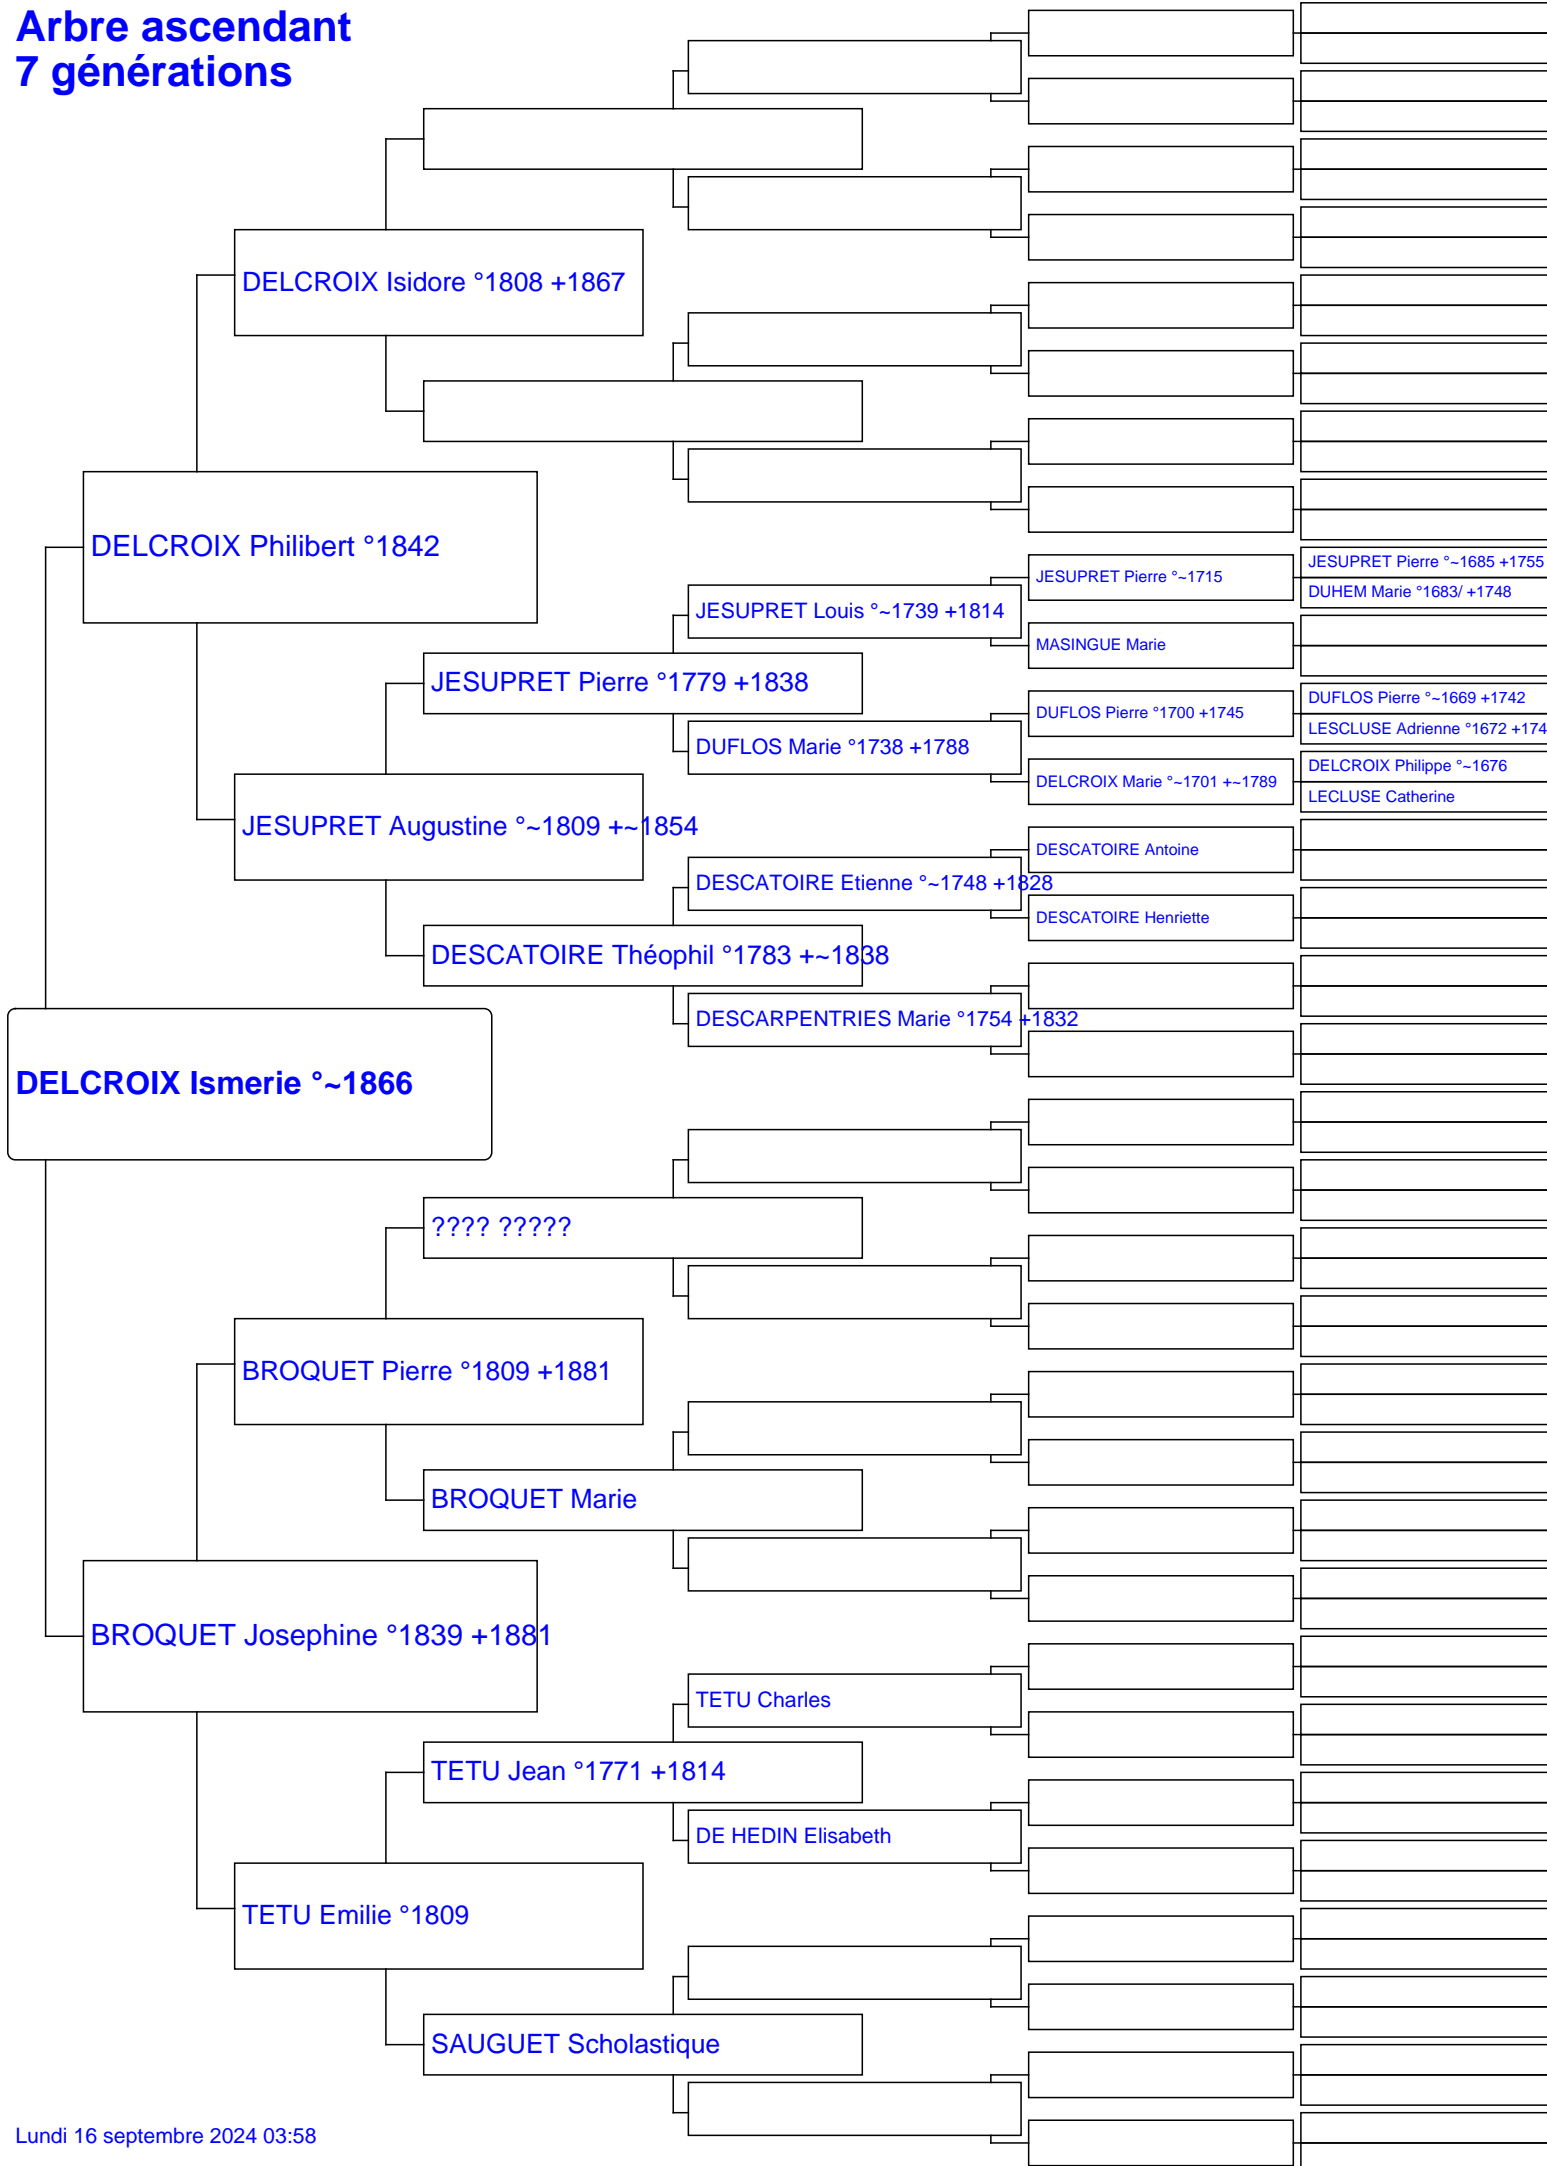 Arbre ascendant
7 générations
DELCROIX Isidore °1808 +1867
DELCROIX Philibert °1842
JESUPRET Pierre °~1685 +1755
JESUPRET Pierre °~1715
DUHEM Marie °1683/ +1748
JESUPRET Louis °~1739 +1814
MASINGUE Marie
JESUPRET Pierre °1779 +1838
DUFLOS Pierre °~1669 +1742
DUFLOS Pierre °1700 +1745
LESCLUSE Adrienne °1672 +174
DUFLOS Marie °1738 +1788
DELCROIX Philippe °~1676
DELCROIX Marie °~1701 +~1789
LECLUSE Catherine
JESUPRET Augustine °~1809 +~1854
DESCATOIRE Antoine
DESCATOIRE Etienne °~1748 +1828
DESCATOIRE Henriette
DESCATOIRE Théophil °1783 +~1838
DESCARPENTRIES Marie °1754 +1832
DELCROIX Ismerie °~1866
???? ?????
BROQUET Pierre °1809 +1881
BROQUET Marie
BROQUET Josephine °1839 +1881
TETU Charles
TETU Jean °1771 +1814
DE HEDIN Elisabeth
TETU Emilie °1809
SAUGUET Scholastique
Lundi 16 septembre 2024 03:58